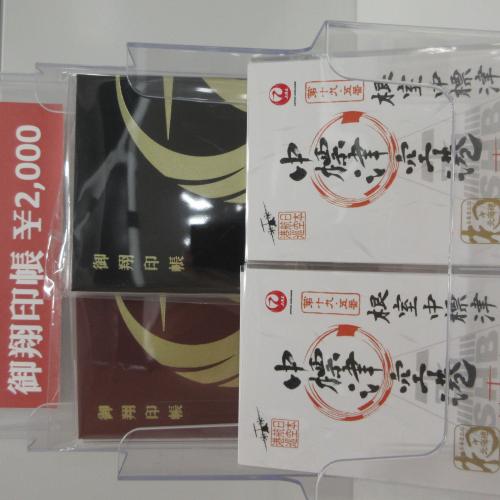 御翔印帳 ¥2,000
御翔印帳
御翔印帳
第十九・五番
根室中標津
中標津空港
第十九・五番
根室中標津
中標津空港